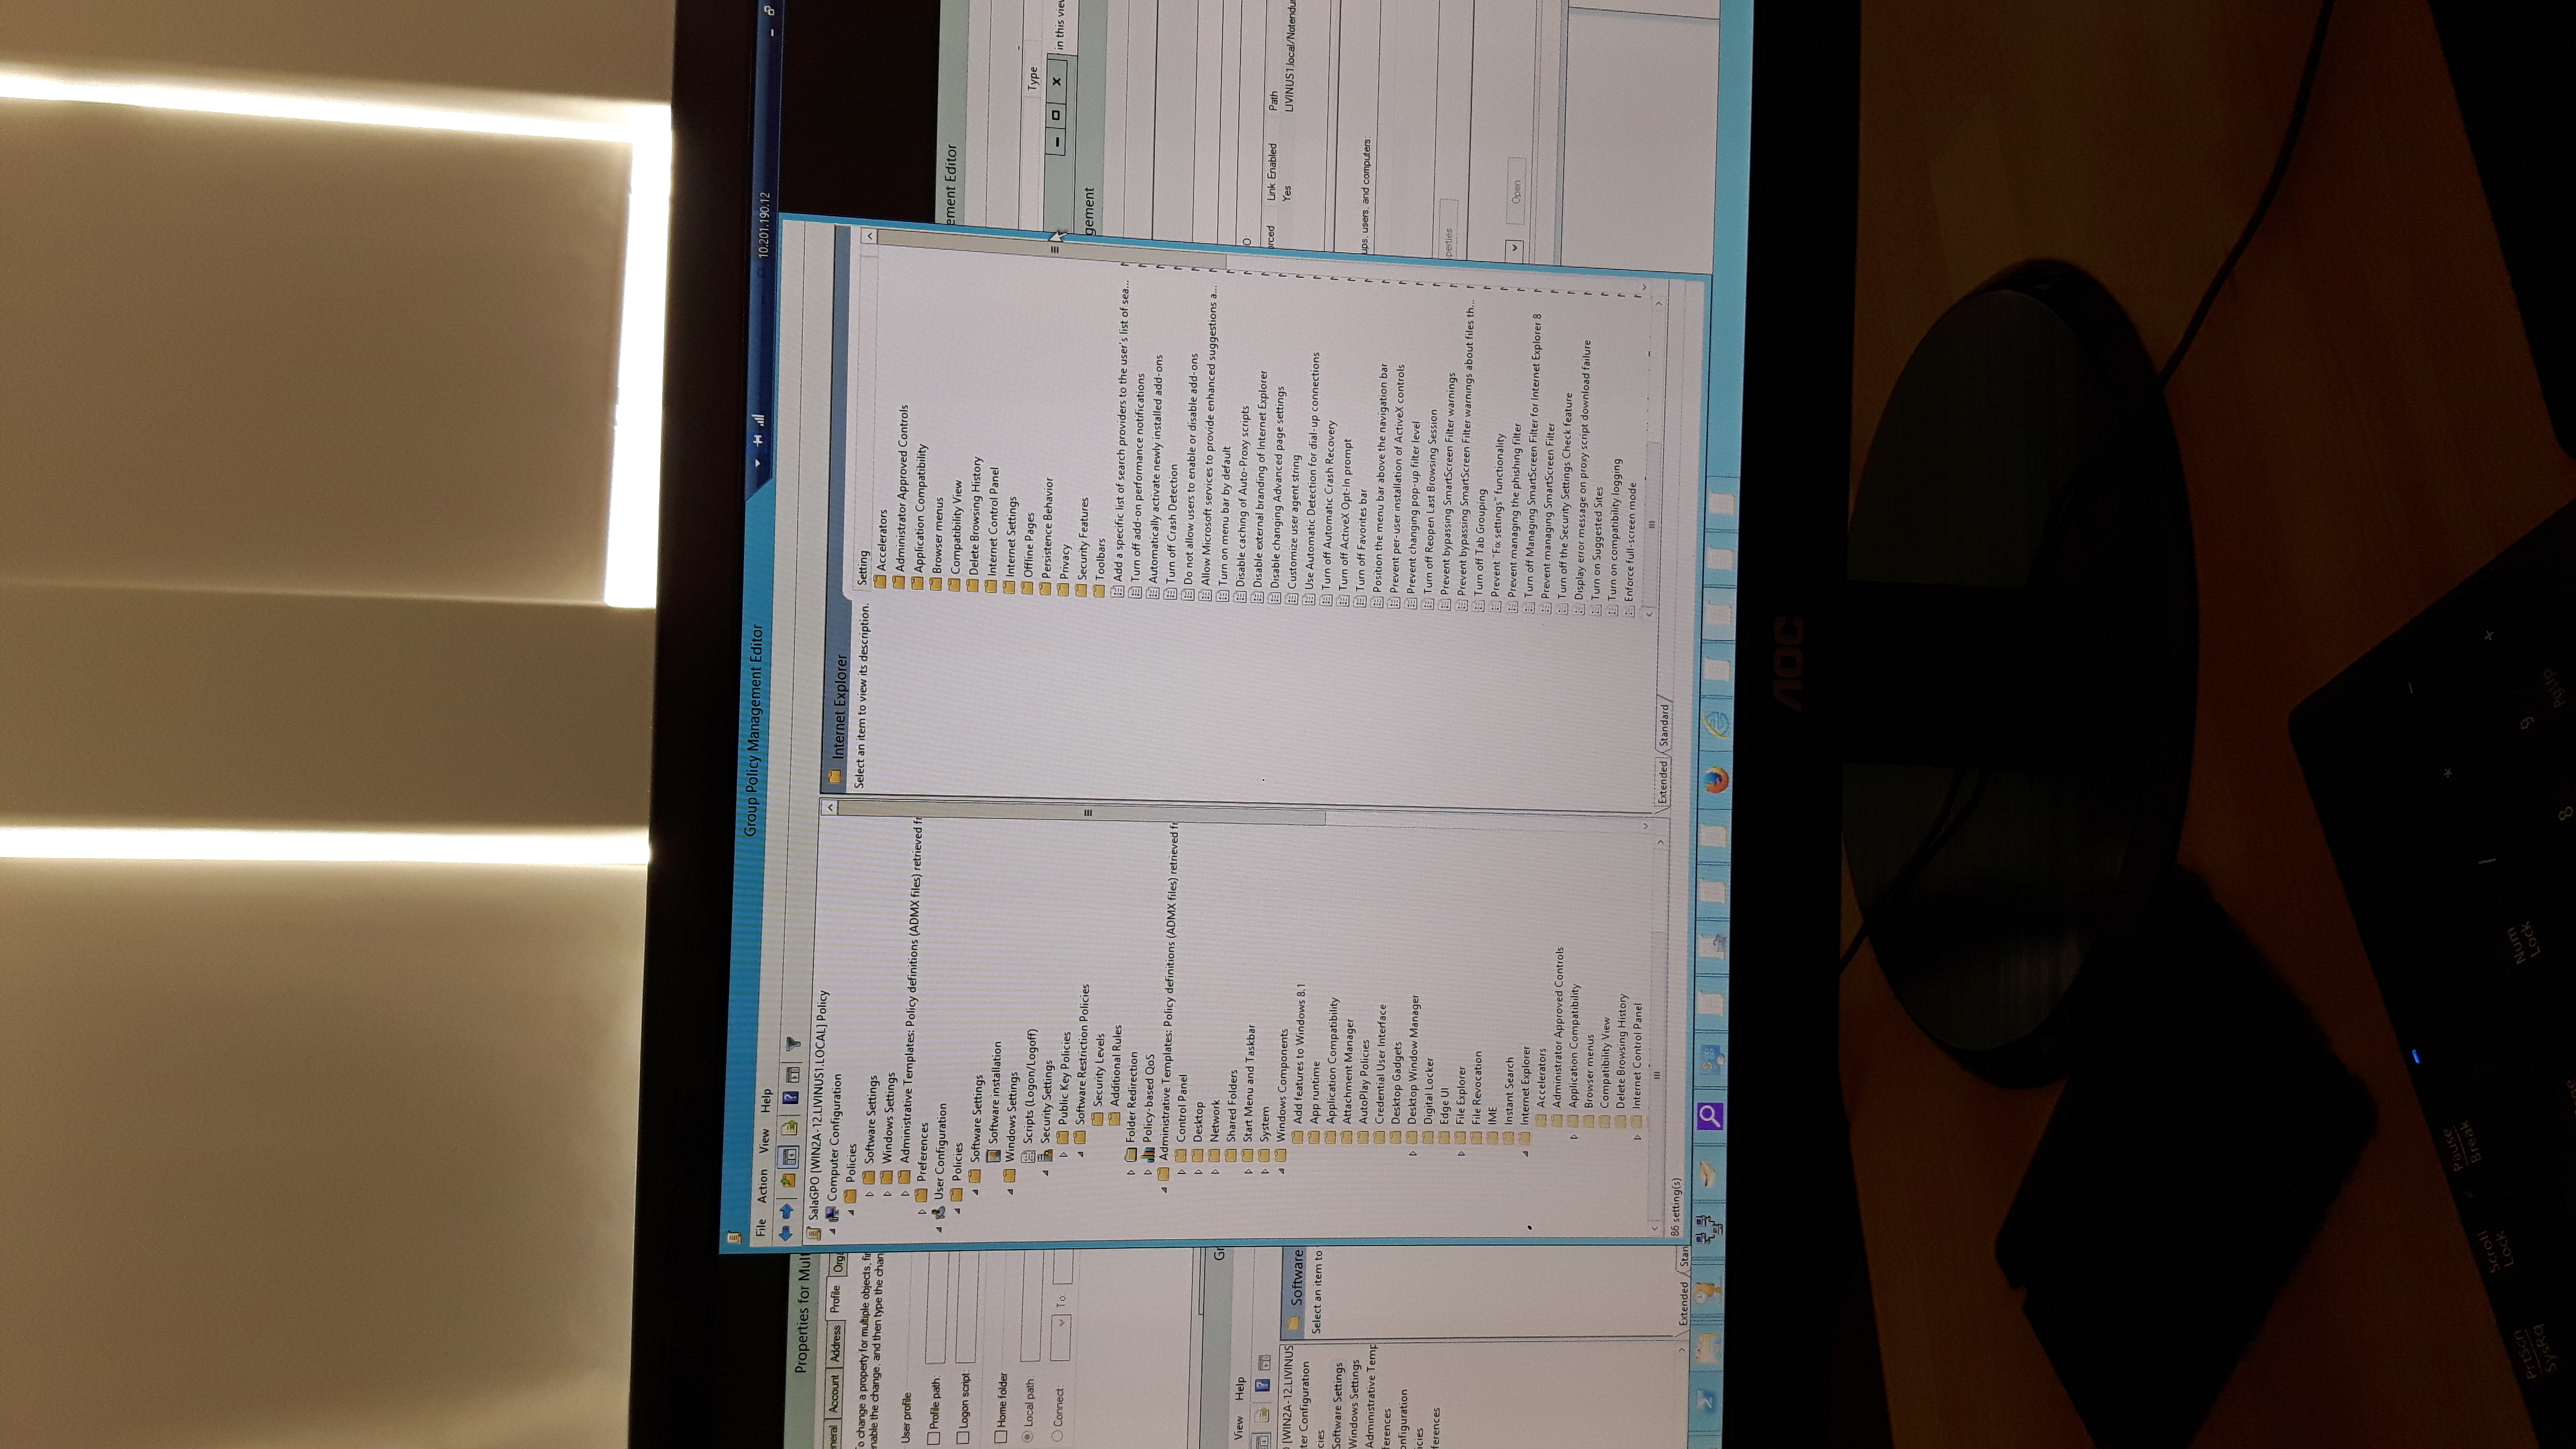 Group Policy Management Editor
10.201.190.12
File Action View Help
SalaGPO [WIN2A-12.LIVINUS1.LOCAL] Policy
Computer Configuration
Policies
Software Settings
Windows Settings
Administrative Templates: Policy definitions (ADMX files) retrieved fr
Preferences
User Configuration
Policies
Software Settings
Software installation
Windows Settings
Scripts (Logon/Logoff)
Security Settings
Public Key Policies
Software Restriction Policies
Security Levels
Additional Rules
Folder Redirection
Policy-based QoS
Administrative Templates: Policy definitions (ADMX files) retrieved fr
Control Panel
Desktop
Network
Shared Folders
Start Menu and Taskbar
System
Windows Components
Add features to Windows 8.1
App runtime
Application Compatibility
Attachment Manager
AutoPlay Policies
Credential User Interface
Desktop Gadgets
Desktop Window Manager
Digital Locker
Edge UI
File Explorer
File Revocation
IME
Instant Search
Internet Explorer
Accelerators
Administrator Approved Controls
Application Compatibility
Browser menus
Compatibility View
Delete Browsing History
Internet Control Panel
86 setting(s)
Internet Explorer
Select an item to view its description.
Setting
Accelerators
Administrator Approved Controls
Application Compatibility
Browser menus
Compatibility View
Delete Browsing History
Internet Control Panel
Internet Settings
Offline Pages
Persistence Behavior
Privacy
Security Features
Toolbars
Add a specific list of search providers to the user's list of sea...
Turn off add-on performance notifications
Automatically activate newly installed add-ons
Turn off Crash Detection
Do not allow users to enable or disable add-ons
Allow Microsoft services to provide enhanced suggestions a...
Turn on menu bar by default
Disable caching of Auto-Proxy scripts
Disable external branding of Internet Explorer
Disable changing Advanced page settings
Customize user agent string
Use Automatic Detection for dial-up connections
Turn off Automatic Crash Recovery
Turn off ActiveX Opt-In prompt
Turn off Favorites bar
Position the menu bar above the navigation bar
Prevent per-user installation of ActiveX controls
Prevent changing pop-up filter level
Turn off Reopen Last Browsing Session
Prevent bypassing SmartScreen Filter warnings
Prevent bypassing SmartScreen Filter warnings about files th...
Turn off Tab Grouping
Prevent "Fix settings" functionality
Prevent managing the phishing filter
Turn off Managing SmartScreen Filter for Internet Explorer 8
Prevent managing SmartScreen Filter
Turn off the Security Settings Check feature
Display error message on proxy script download failure
Turn on Suggested Sites
Turn on compatibility logging
Enforce full-screen mode
Extended Standard
Properties for Mult
neral Account Address Profile Orga
o change a property for multiple objects, fir
nable the change, and then type the chan
User profile
Profile path:
Logon script:
Home folder
Local path:
Connect: To:
Gr
View Help
[WIN2A-12.LIVINUS
ter Configuration
cies
Software Settings
Windows Settings
Administrative Temp
ferences
onfiguration
icies
ferences
Software
Select an item to
Extended Stan
ement Editor
Type
in this view
gement
O:
rced Link Enabled Path
Yes LIVINUS1.local/Notendu
ups, users, and computers:
perties
Open
AOC
PrtScn
SysRq
Scroll
Lock
Pause
Break
Num
Lock
/ * -
8 9 +
PgUp